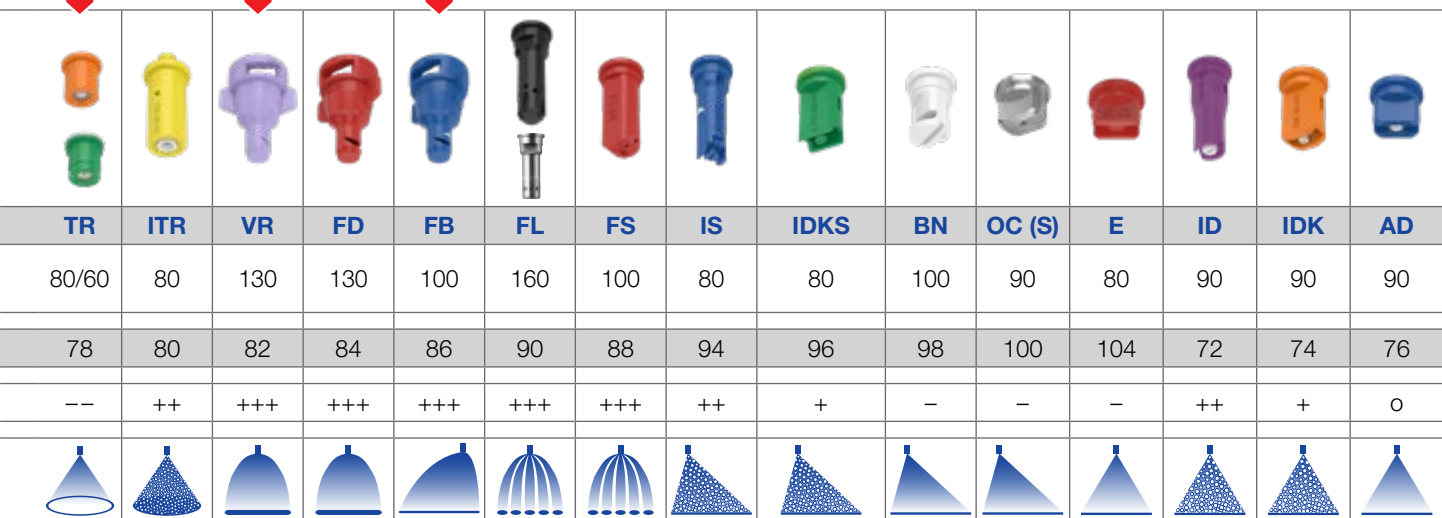 TR ITR VR FD FB FL FS IS IDKS BN OC (S) E ID IDK AD
80/60 80 130 130 100 160 100 80 80 100 90 80 90 90 90
78 80 82 84 86 90 88 94 96 98 100 104 72 74 76
−− ++ +++ +++ +++ +++ +++ ++ + − − − ++ + o